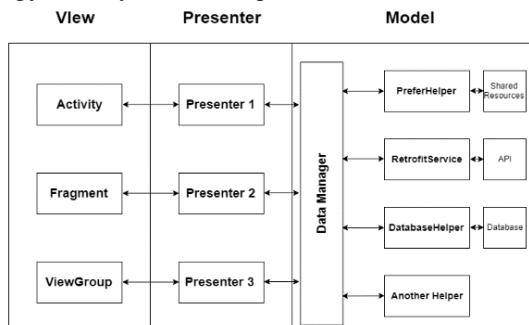 View
Presenter
Model
Activity
Presenter 1
Fragment
Presenter 2
ViewGroup
Presenter 3
Data Manager
PreferHelper
Shared
Resources
RetrofitService
API
DatabaseHelper
Database
Another Helper